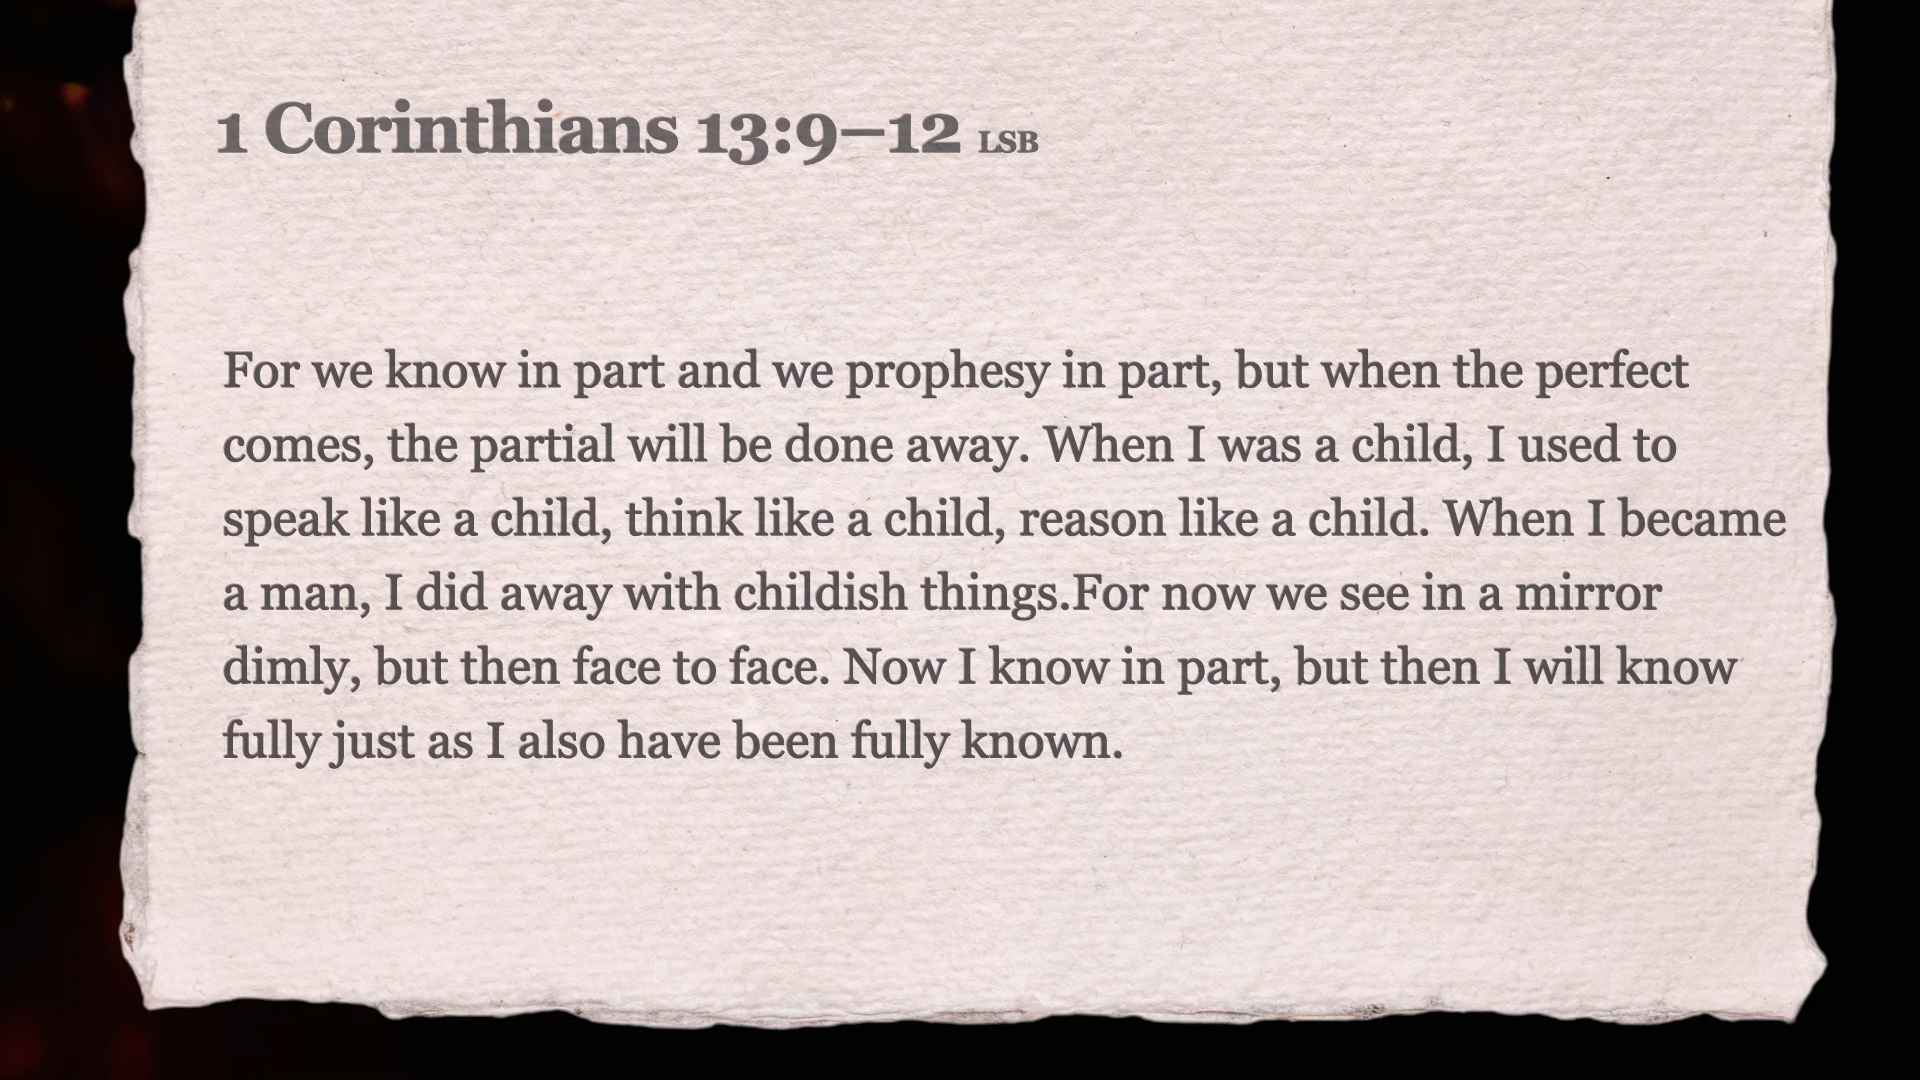 1 Corinthians 13:9–12 LSB
For we know in part and we prophesy in part, but when the perfect
comes, the partial will be done away. When I was a child, I used to
speak like a child, think like a child, reason like a child. When I became
a man, I did away with childish things.For now we see in a mirror
dimly, but then face to face. Now I know in part, but then I will know
fully just as I also have been fully known.